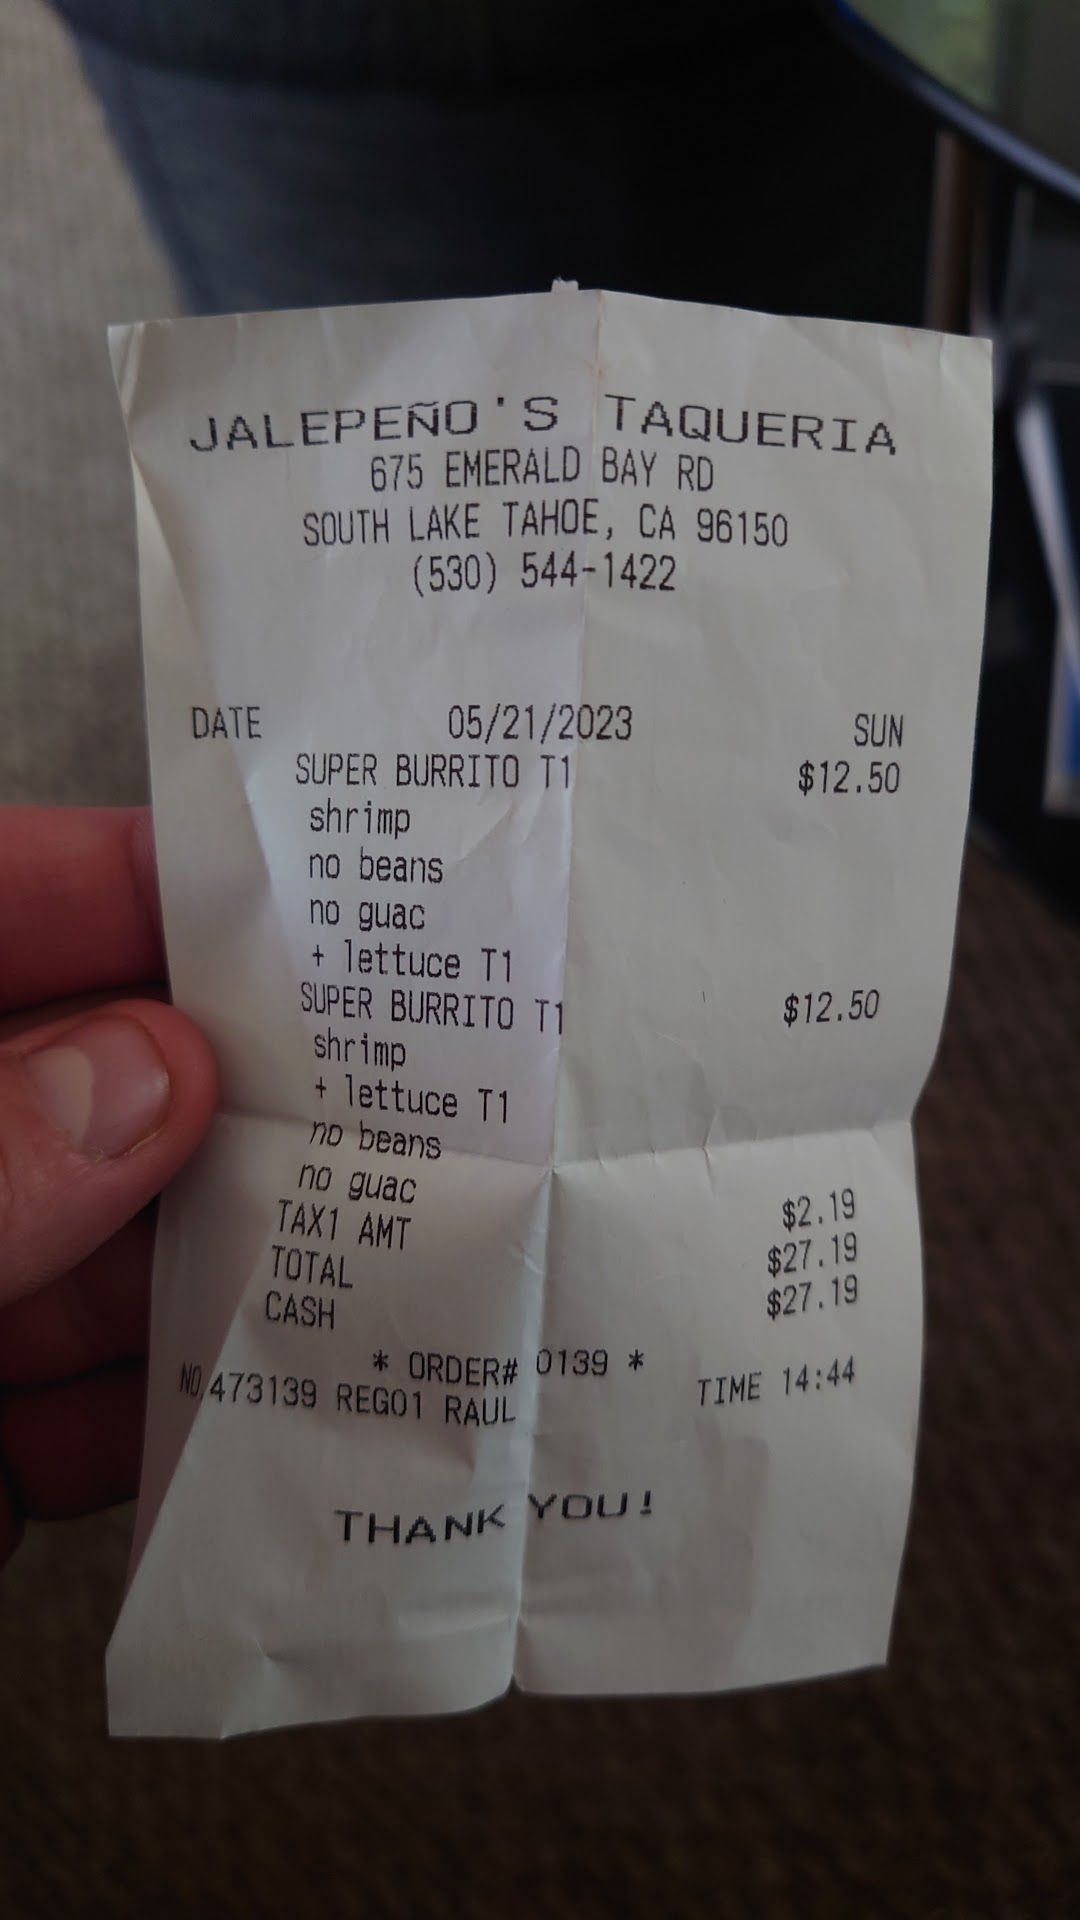 JALEPEÑO'S TAQUERIA
675 EMERALD BAY RD
SOUTH LAKE TAHOE, CA 96150
(530) 544-1422
DATE 05/21/2023 SUN
SUPER BURRITO T1 $12.50
shrimp
no beans
no guac
+ lettuce T1
SUPER BURRITO T1 $12.50
shrimp
+ lettuce T1
no beans
no guac
TAX1 AMT $2.19
TOTAL $27.19
CASH $27.19
* ORDER# 0139 *
NO.473139 REG01 RAUL TIME 14:44
THANK YOU!